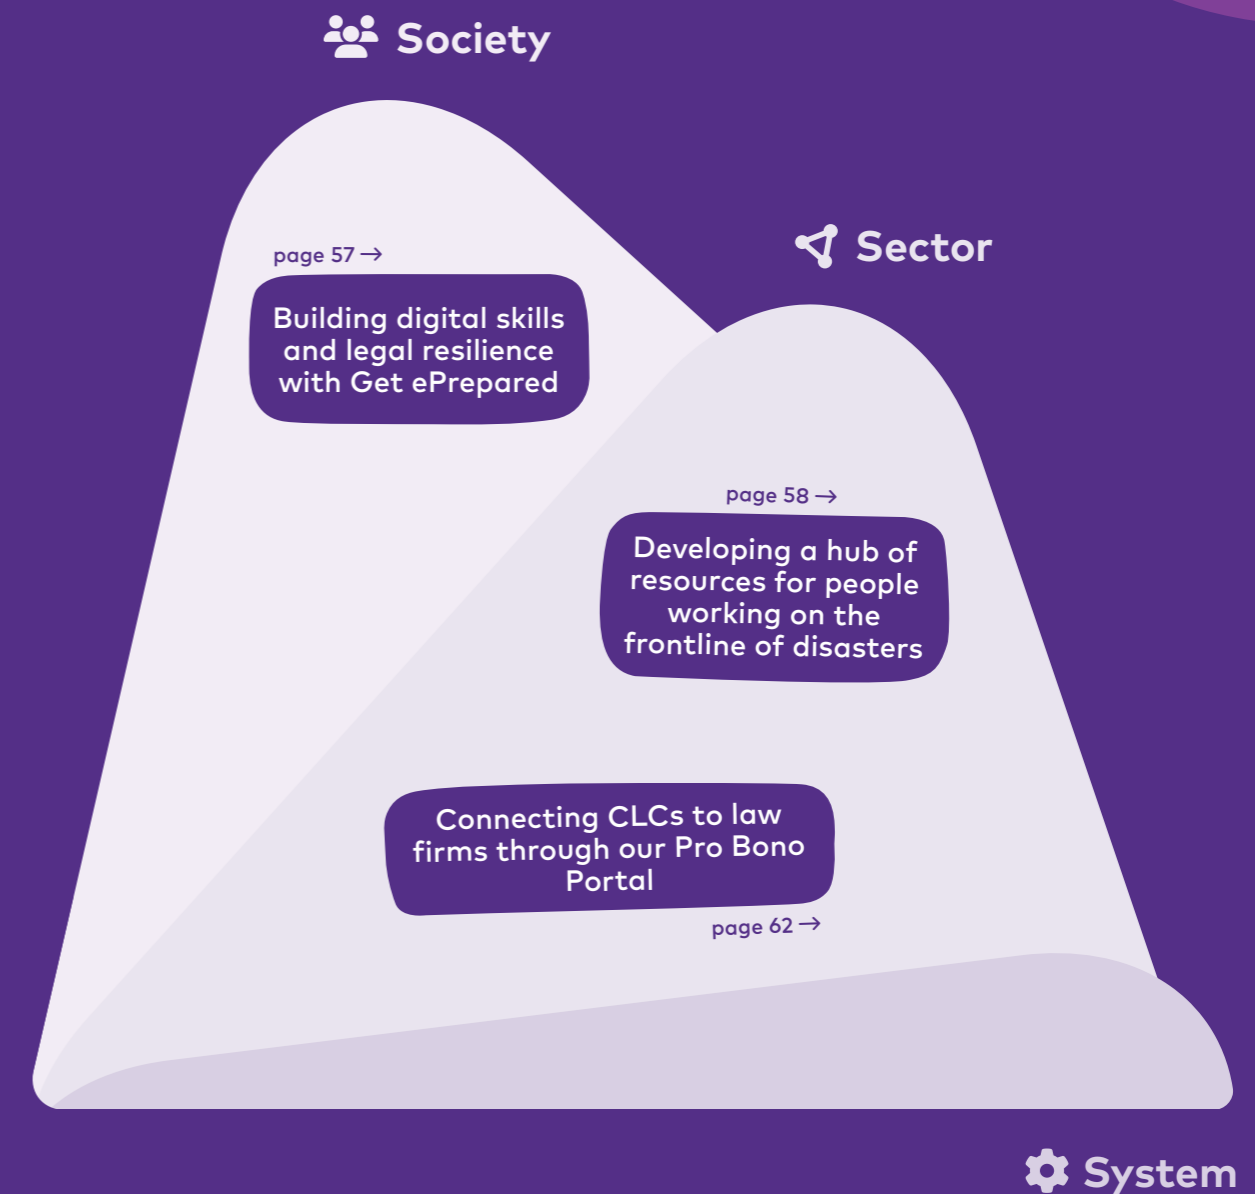 Society
page 57 →
Building digital skills
and legal resilience
with Get ePrepared
Sector
page 58 →
Developing a hub of
resources for people
working on the
frontline of disasters
Connecting CLCs to law
firms through our Pro Bono
Portal
page 62 →
System